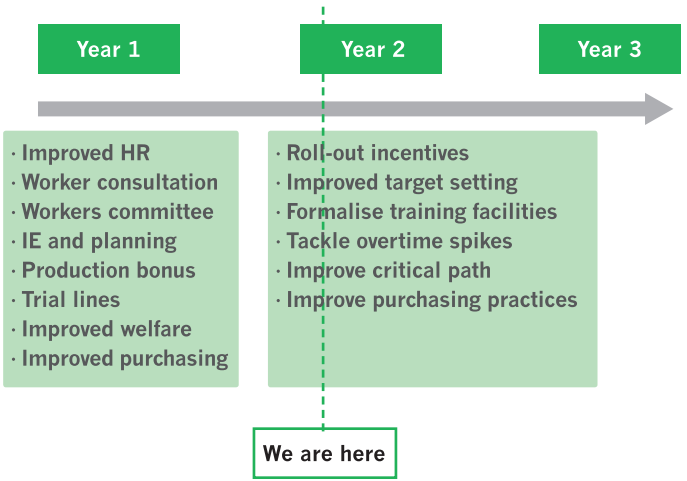 Year 1
Year 2
Year 3
· Improved HR
· Worker consultation
· Workers committee
· IE and planning
· Production bonus
· Trial lines
· Improved welfare
· Improved purchasing
· Roll-out incentives
· Improved target setting
· Formalise training facilities
· Tackle overtime spikes
· Improve critical path
· Improve purchasing practices
We are here